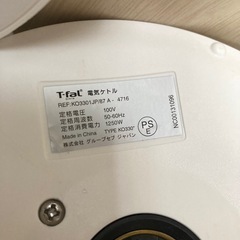 T-fal 電気ケトル
REF:KO3301JP/87 A - 4716
定格電圧: 100V
定格周波数: 50-60Hz
定格消費電力: 1250W
Made in China TYPE KO330*
株式会社 グループセブ ジャパン
PS
E
NC00131096